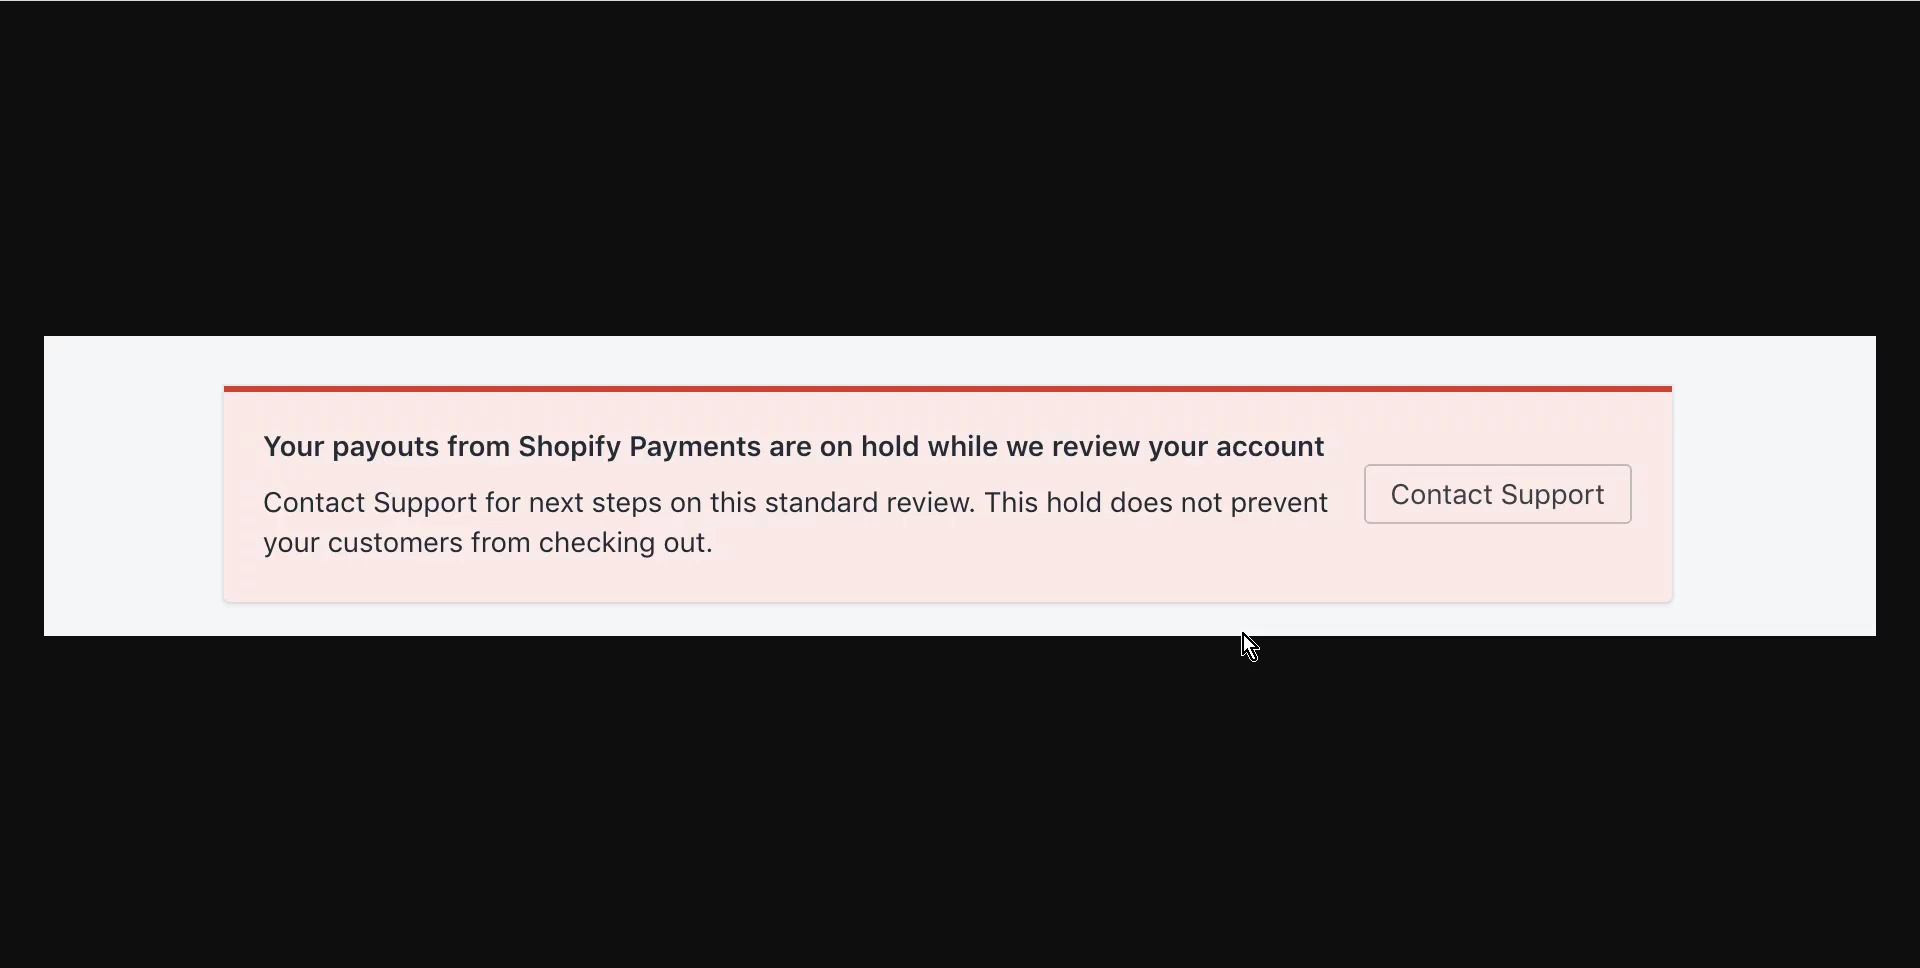 Your payouts from Shopify Payments are on hold while we review your account
Contact Support for next steps on this standard review. This hold does not prevent
your customers from checking out.
Contact Support